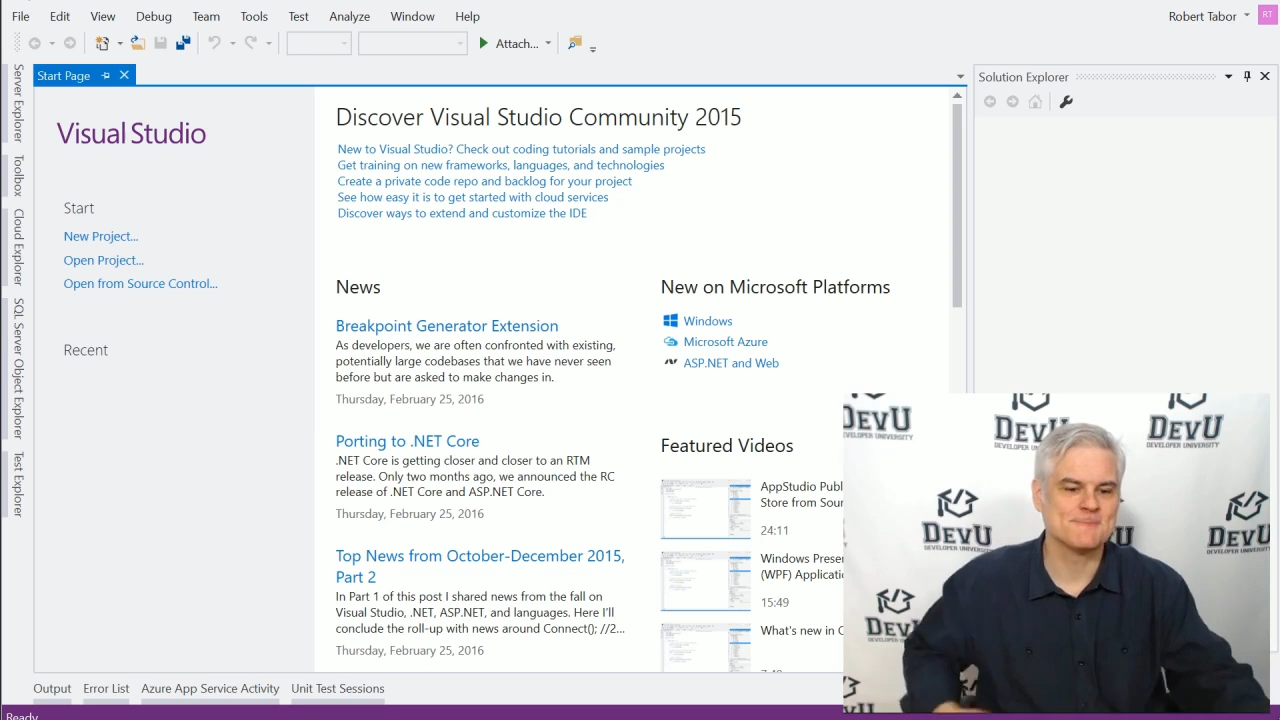 File Edit View Debug Team Tools Test Analyze Window Help
Robert Tabor RT
Attach...
Server Explorer
Toolbox
Cloud Explorer
SQL Server Object Explorer
Test Explorer
Start Page
Visual Studio
Start
New Project...
Open Project...
Open from Source Control...
Recent
Discover Visual Studio Community 2015
New to Visual Studio? Check out coding tutorials and sample projects
Get training on new frameworks, languages, and technologies
Create a private code repo and backlog for your project
See how easy it is to get started with cloud services
Discover ways to extend and customize the IDE
News
Breakpoint Generator Extension
As developers, we are often confronted with existing,
potentially large codebases that we have never seen
before but are asked to make changes in.
Thursday, February 25, 2016
Porting to .NET Core
.NET Core is getting closer and closer to an RTM
release. Only two months ago, we announced the RC
release of .NET Core and ASP.NET Core.
Thursday, February 25, 2016
Top News from October-December 2015,
Part 2
In Part 1 of this post I shared news from the fall on
Visual Studio, .NET, ASP.NET, and languages. Here I'll
conclude the roll-up with news around Connect(); //2...
Thursday, February 25, 2016
New on Microsoft Platforms
Windows
Microsoft Azure
ASP.NET and Web
Featured Videos
AppStudio Publ
Store from Sour
24:11
Windows Prese
(WPF) Applicati
15:49
What's new in C
Solution Explorer
DevU
DEVELOPER UNIVERSITY
DevU
DEVELOPER UNIVERSITY
DevU
DEVELOPER UNIVERSITY
DevU
DEVELOPER UNIVERSITY
DevU
Output Error List Azure App Service Activity Unit Test Sessions
Ready